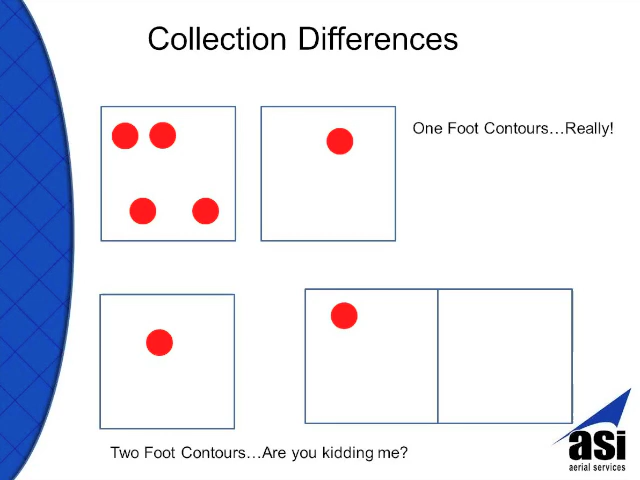 Collection Differences
One Foot Contours…Really!
Two Foot Contours…Are you kidding me?
asi
aerial services